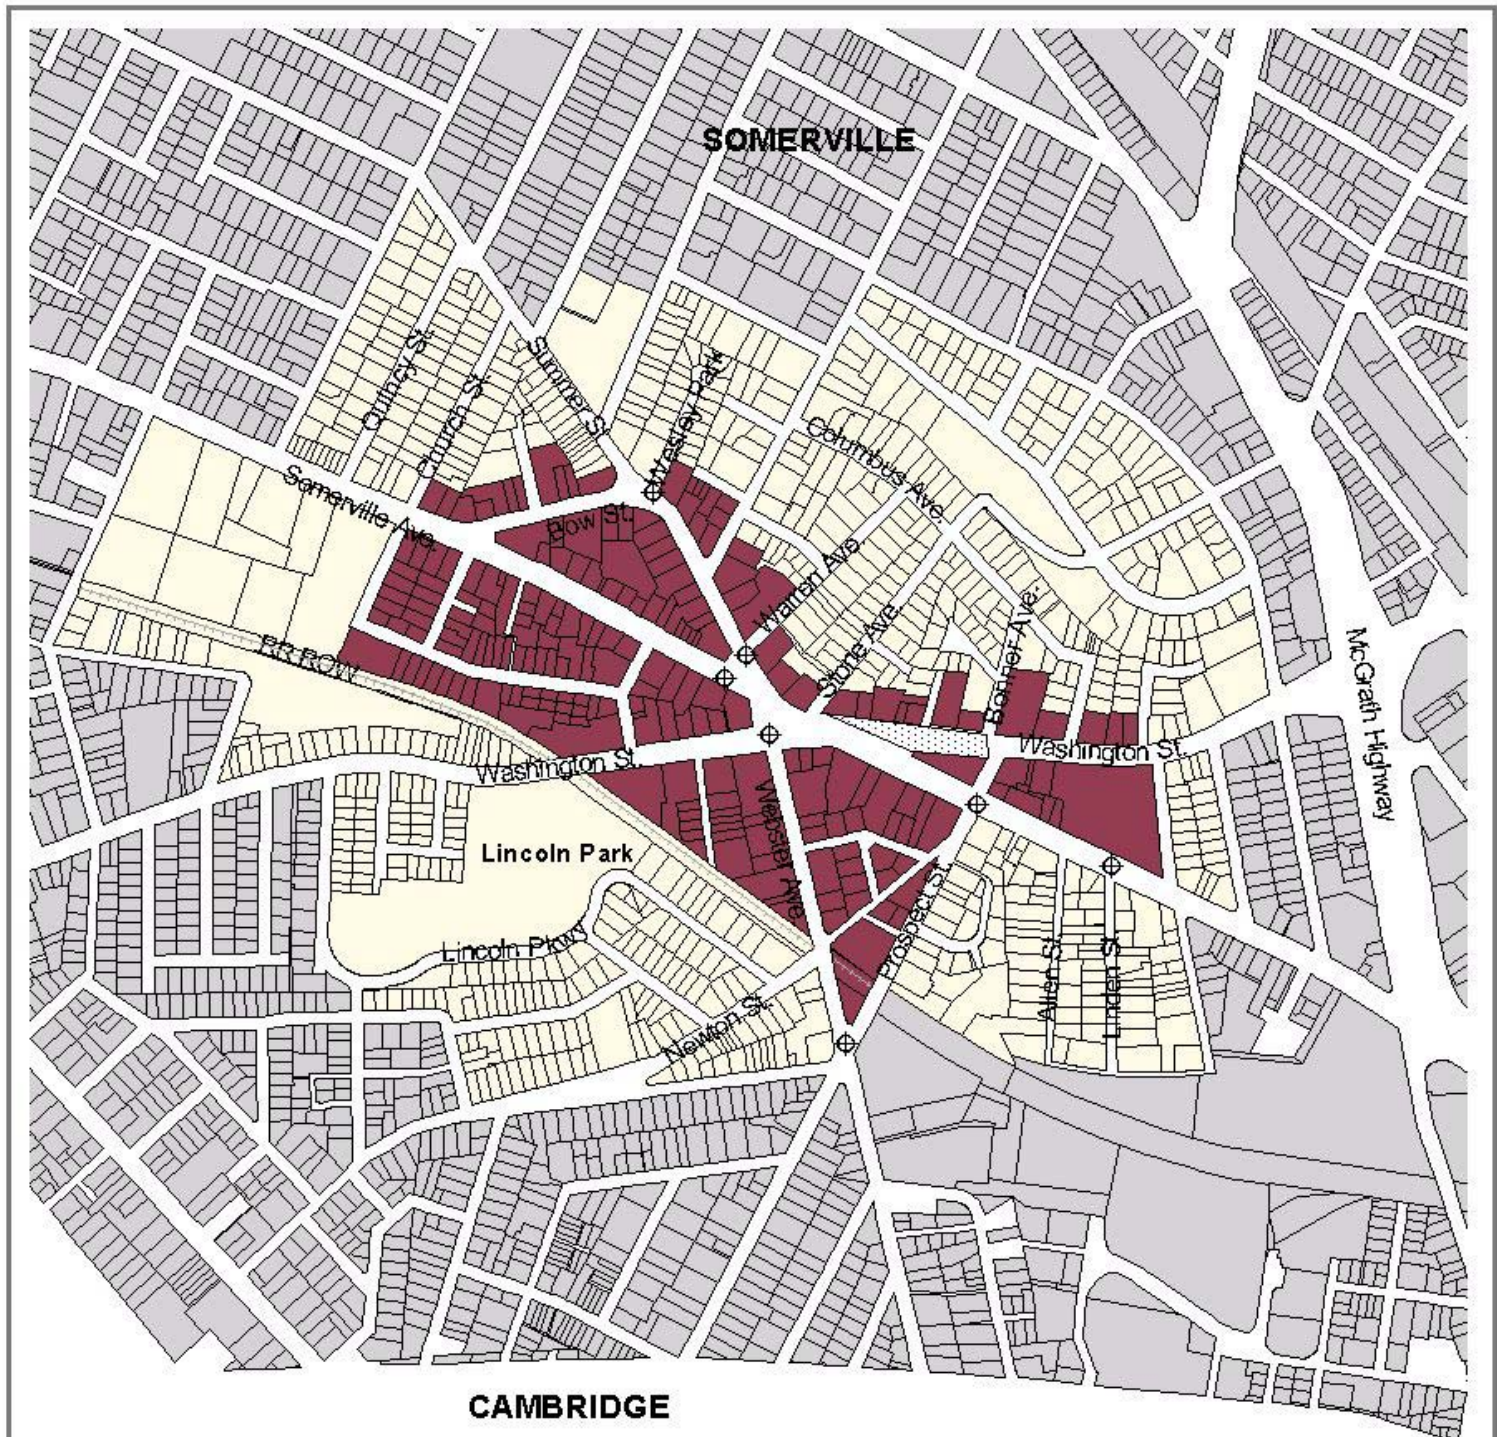 SOMERVILLE
Quincy St.
Church St.
Summer St.
Wesley Park
Columbus Ave.
Somerville Ave.
Bow St.
Warren Ave.
Stone Ave.
Bonner Ave.
RR ROW
McGrath Highway
Washington St.
Washington St.
Webster Ave.
Lincoln Park
Prospect St.
Lincoln Pkwy
Allen St.
Linden St.
Newton St.
CAMBRIDGE